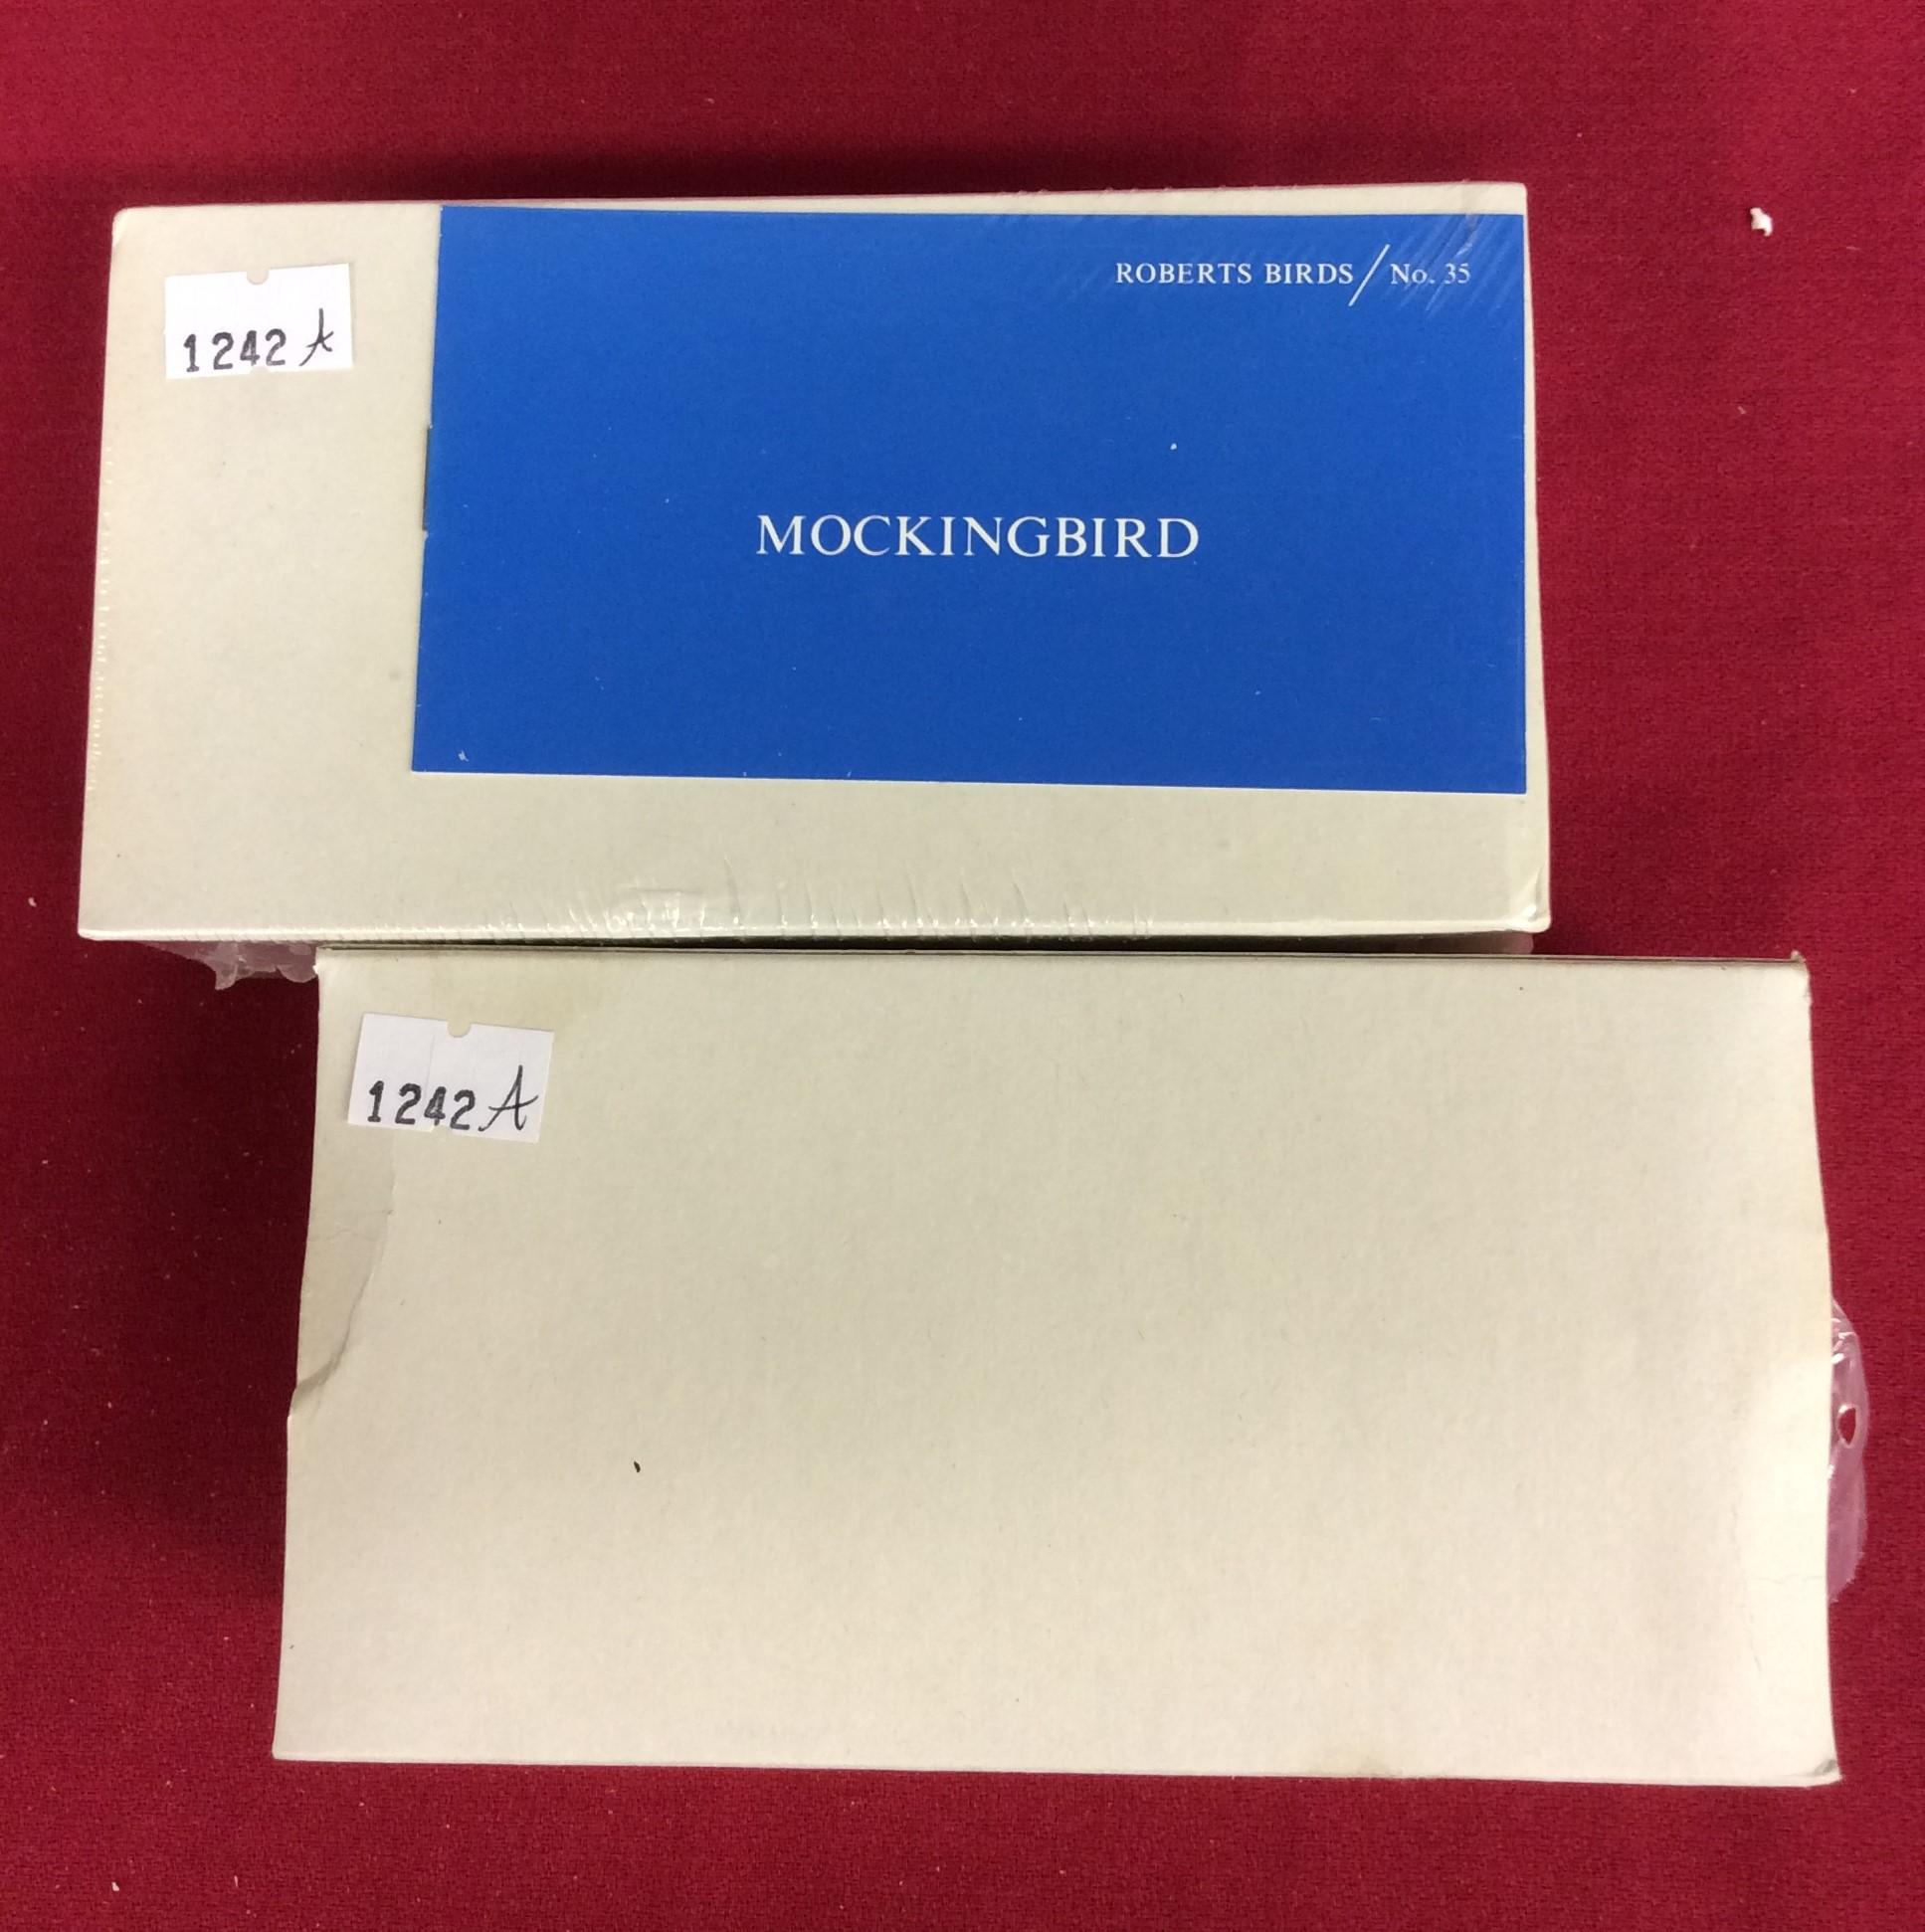 ROBERTS BIRDS / No. 35
1242 A
MOCKINGBIRD
1242 A